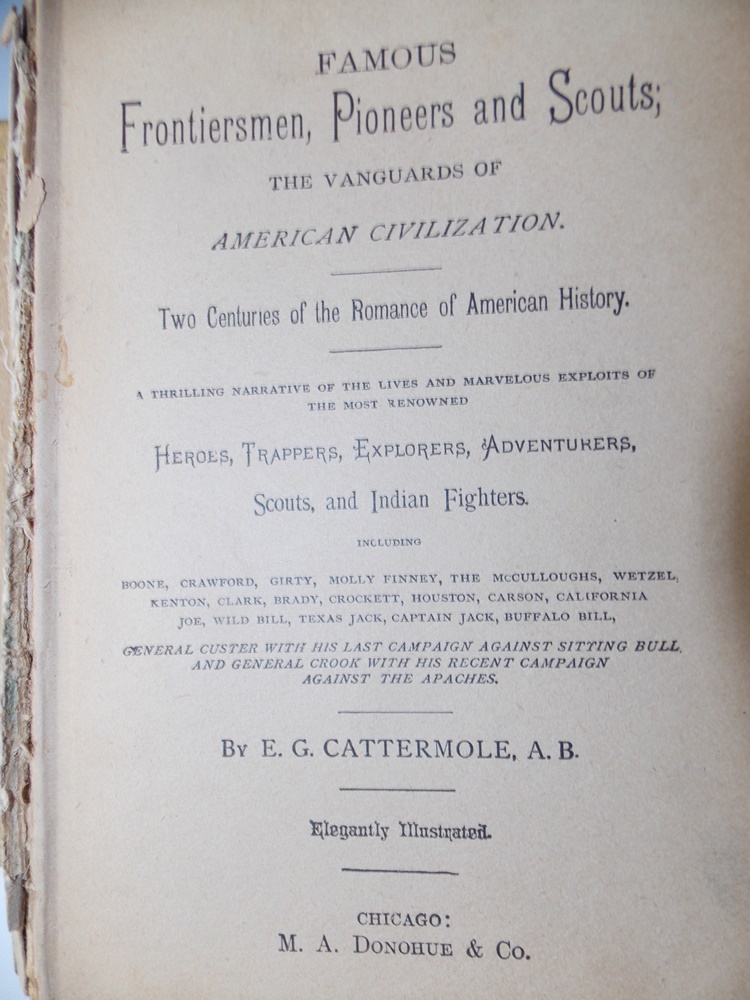 FAMOUS
Frontiersmen, Pioneers and Scouts;
THE VANGUARDS OF
AMERICAN CIVILIZATION.
Two Centuries of the Romance of American History.
A THRILLING NARRATIVE OF THE LIVES AND MARVELOUS EXPLOITS OF
THE MOST RENOWNED
HEROES, TRAPPERS, EXPLORERS, ADVENTURERS,
Scouts, and Indian Fighters.
INCLUDING
BOONE, CRAWFORD, GIRTY, MOLLY FINNEY, THE McCULLOUGHS, WETZEL,
KENTON, CLARK, BRADY, CROCKETT, HOUSTON, CARSON, CALIFORNIA
JOE, WILD BILL, TEXAS JACK, CAPTAIN JACK, BUFFALO BILL,
GENERAL CUSTER WITH HIS LAST CAMPAIGN AGAINST SITTING BULL,
AND GENERAL CROOK WITH HIS RECENT CAMPAIGN
AGAINST THE APACHES.
BY E. G. CATTERMOLE, A. B.
Elegantly Illustrated.
CHICAGO:
M. A. DONOHUE & CO.